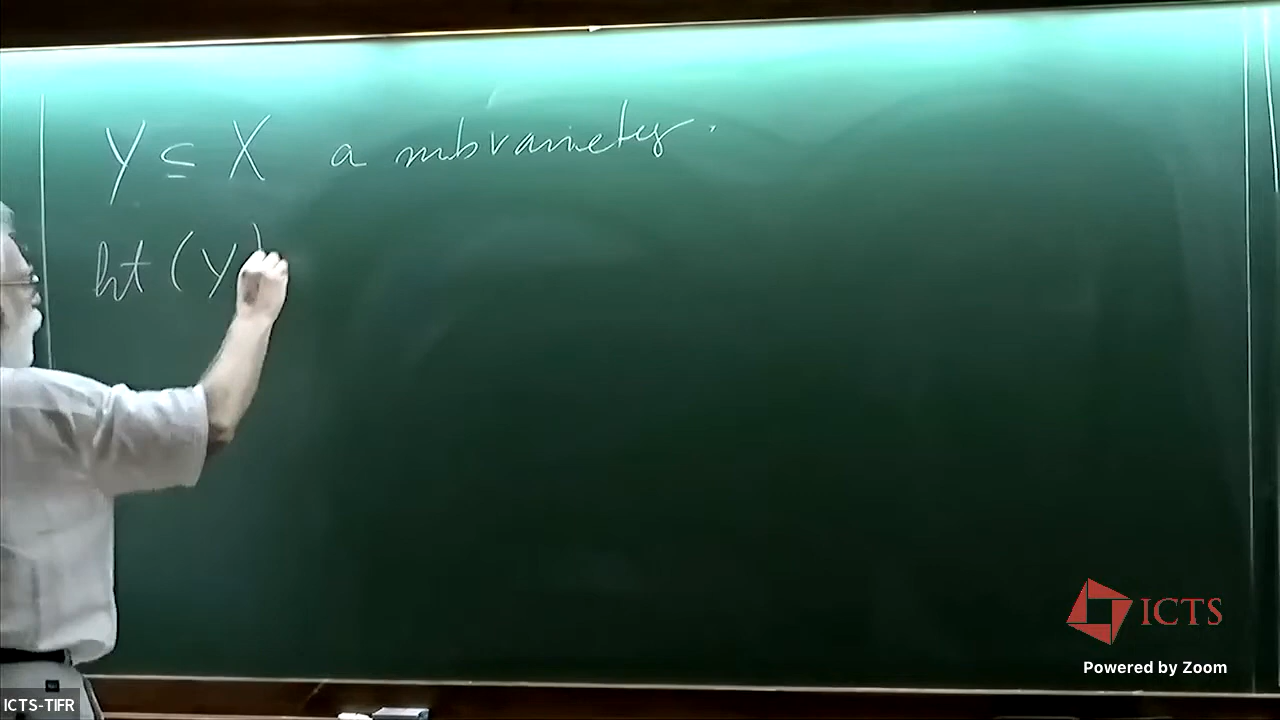 Y ⊆ X a subvariety.
ht (Y)
ICTS
Powered by Zoom
ICTS-TIFR